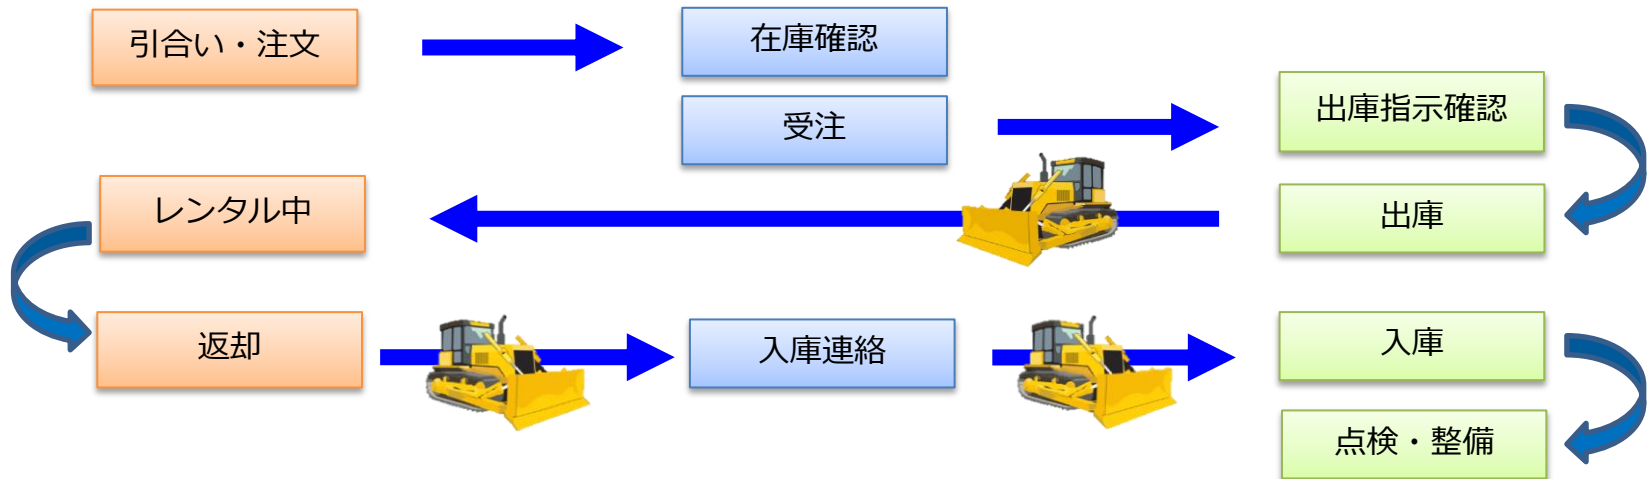 引合い・注文
在庫確認
受注
出庫指示確認
レンタル中
出庫
返却
入庫連絡
入庫
点検・整備